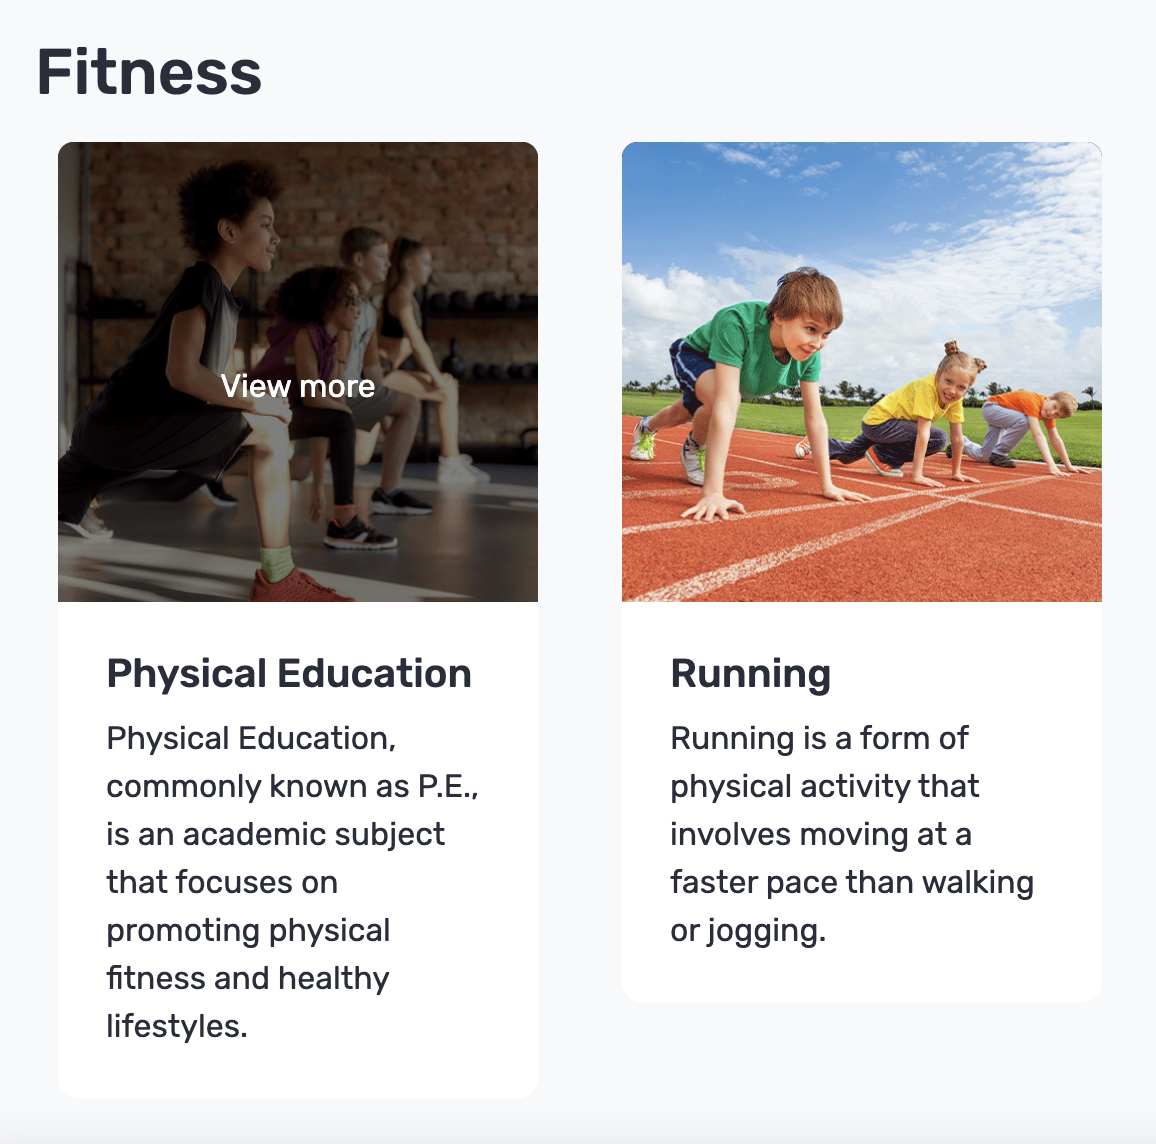 Fitness
View more
Physical Education
Physical Education,
commonly known as P.E.,
is an academic subject
that focuses on
promoting physical
fitness and healthy
lifestyles.
Running
Running is a form of
physical activity that
involves moving at a
faster pace than walking
or jogging.